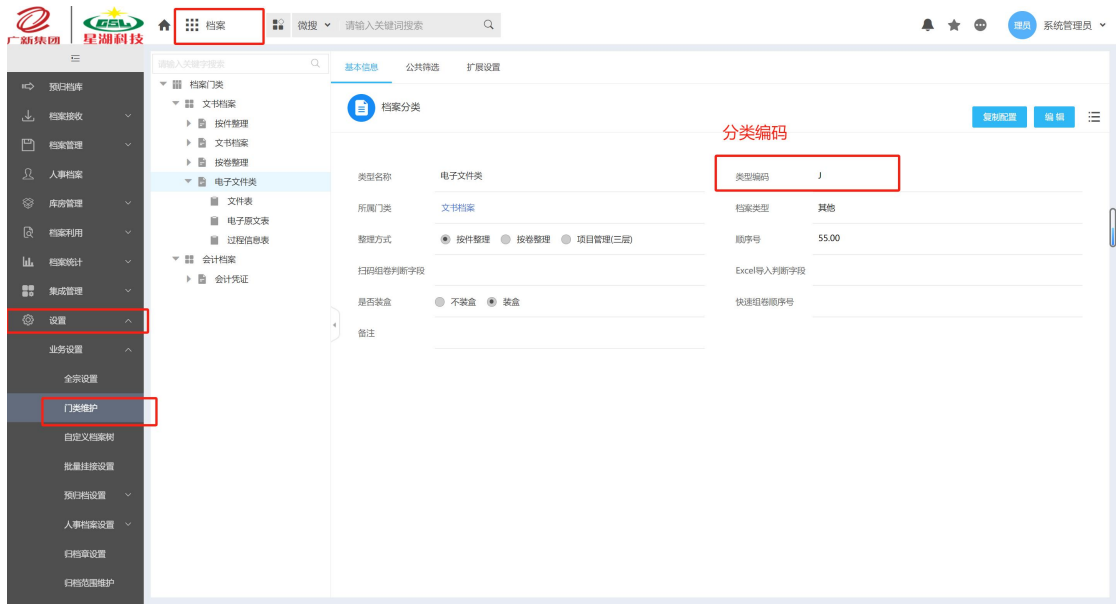 广新集团
GSL
星湖科技
档案
微搜
请输入关键词搜索
理员
系统管理员
预归档库
档案接收
档案管理
人事档案
库房管理
档案利用
档案统计
集成管理
设置
业务设置
全宗设置
门类维护
自定义档案树
批量挂接设置
预归档设置
人事档案设置
归档章设置
归档范围维护
请输入关键字搜索
档案门类
文书档案
按件整理
文书档案
按卷整理
电子文件类
文件表
电子原文表
过程信息表
会计档案
会计凭证
基本信息 公共筛选 扩展设置
档案分类
复制配置 编 辑
分类编码
类型名称 电子文件类 类型编码 J
所属门类 文书档案 档案类型 其他
整理方式 按件整理 按卷整理 项目管理(三层) 顺序号 55.00
扫码组卷判断字段 Excel导入判断字段
是否装盒 不装盒 装盒 快速组卷顺序号
备注